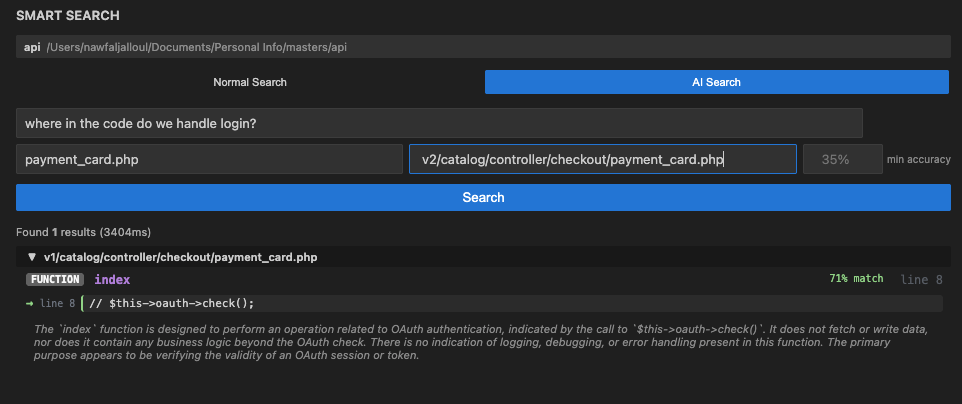 SMART SEARCH
api /Users/nawfaljalloul/Documents/Personal Info/masters/api
Normal Search AI Search
where in the code do we handle login?
payment_card.php v2/catalog/controller/checkout/payment_card.php 35% min accuracy
Search
Found 1 results (3404ms)
▼ v1/catalog/controller/checkout/payment_card.php
FUNCTION index 71% match line 8
→ line 8 // $this->oauth->check();
The `index` function is designed to perform an operation related to OAuth authentication, indicated by the call to `$this->oauth->check()`. It does not fetch or write data,
nor does it contain any business logic beyond the OAuth check. There is no indication of logging, debugging, or error handling present in this function. The primary
purpose appears to be verifying the validity of an OAuth session or token.